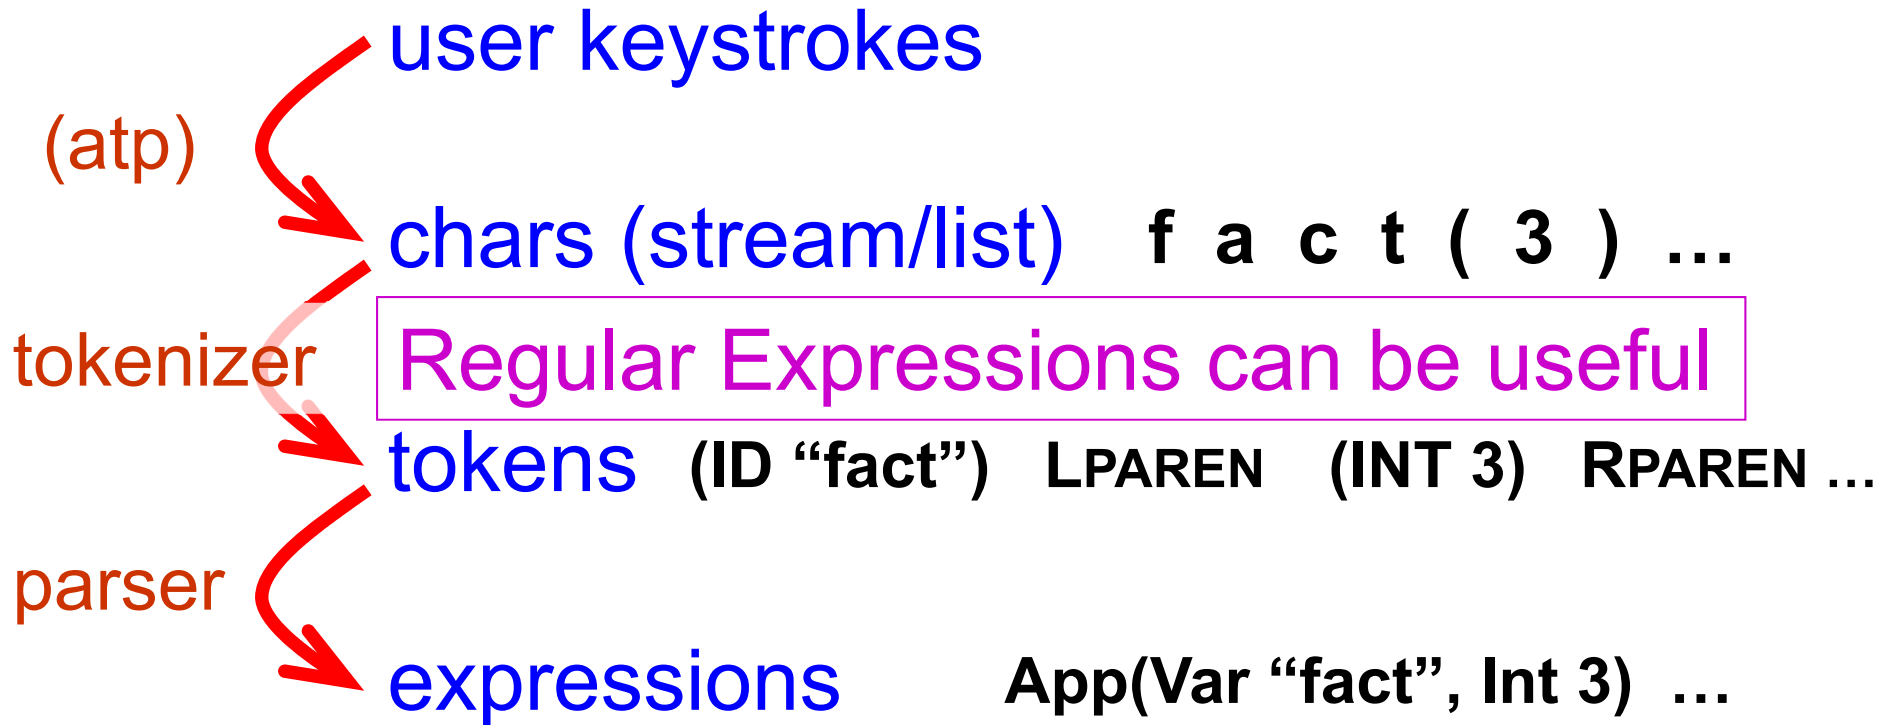 user keystrokes
(atp)
chars (stream/list) f a c t ( 3 ) …
tokenizer Regular Expressions can be useful
tokens (ID “fact”) LPAREN (INT 3) RPAREN …
parser
expressions App(Var “fact”, Int 3) …